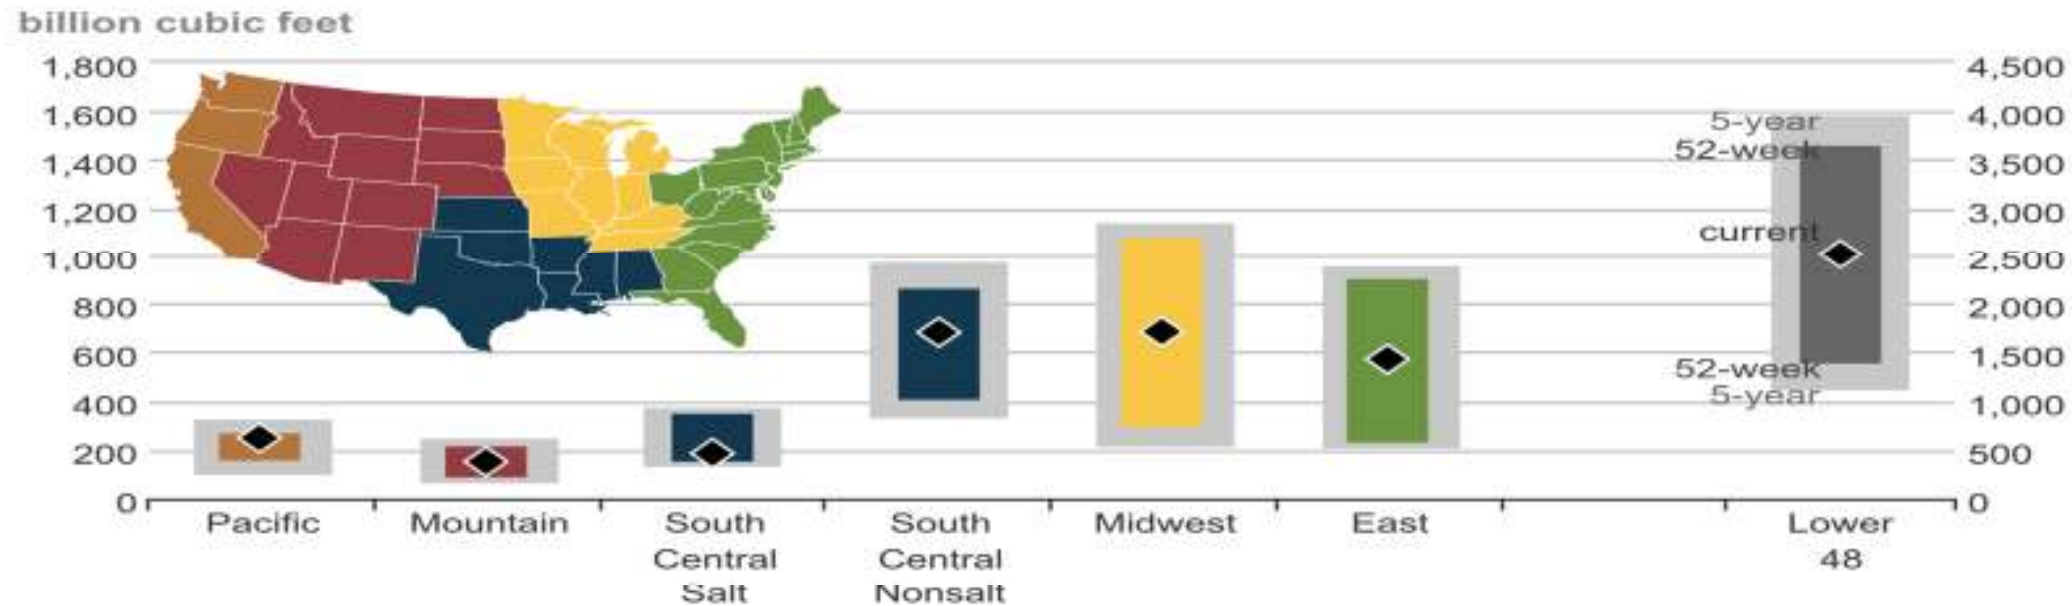 billion cubic feet
1,800
1,600
1,400
1,200
1,000
800
600
400
200
0
4,500
4,000
3,500
3,000
2,500
2,000
1,500
1,000
500
0
5-year
52-week
current
52-week
5-year
Pacific
Mountain
South
Central
Salt
South
Central
Nonsalt
Midwest
East
Lower
48